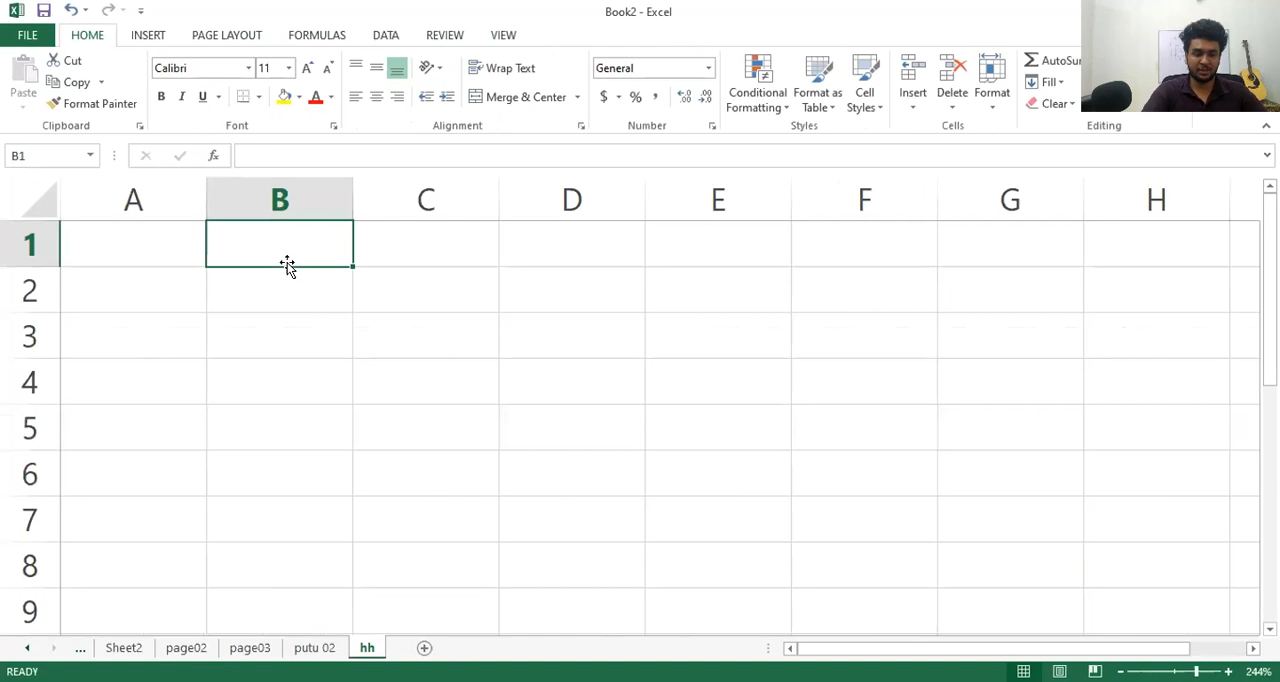 Book2 - Excel
FILE HOME INSERT PAGE LAYOUT FORMULAS DATA REVIEW VIEW
Paste
Cut
Copy
Format Painter
Clipboard
Calibri 11 A A
B I U A
Font
Wrap Text
Merge & Center
Alignment
General
$ % , .00 .0
Number
Conditional Formatting
Format as Table
Cell Styles
Styles
Insert Delete Format
Cells
AutoSu
Fill
Clear
Editing
B1 fx
A B C D E F G H
1
2
3
4
5
6
7
8
9
... Sheet2 page02 page03 putu 02 hh
READY 244%